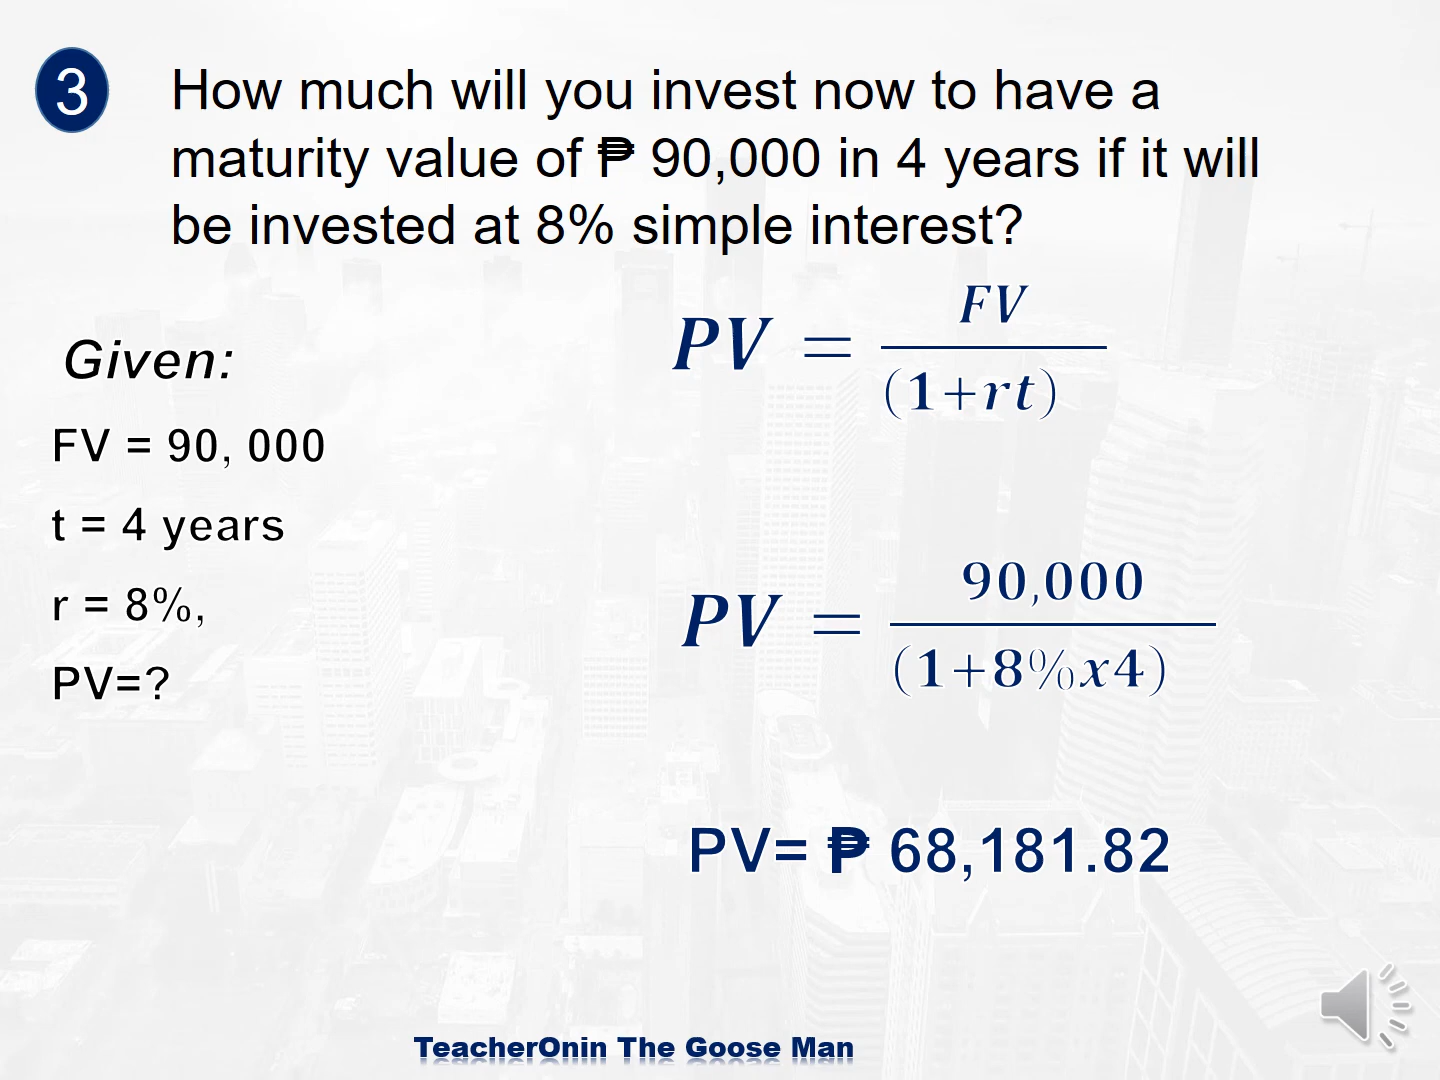 3
How much will you invest now to have a
maturity value of ₱ 90,000 in 4 years if it will
be invested at 8% simple interest?
Given:
FV = 90, 000
t = 4 years
r = 8%,
PV=?
PV = FV / (1+rt)
PV = 90,000 / (1+8%x4)
PV= ₱ 68,181.82
TeacherOnin The Goose Man